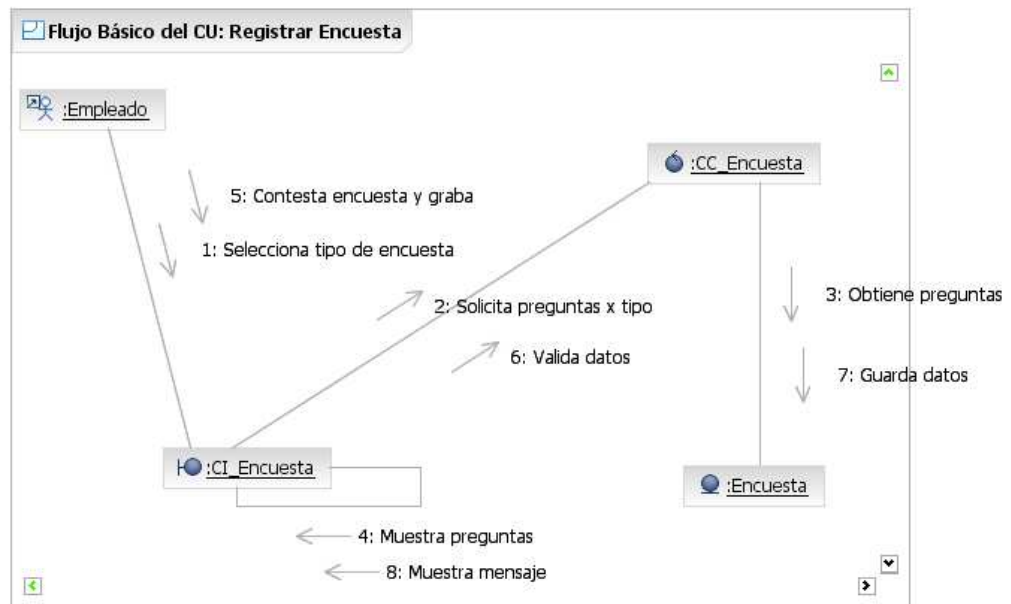 Flujo Básico del CU: Registrar Encuesta
:Empleado
:CC_Encuesta
5: Contesta encuesta y graba
1: Selecciona tipo de encuesta
3: Obtiene preguntas
2: Solicita preguntas x tipo
6: Valida datos
7: Guarda datos
:CI_Encuesta
:Encuesta
4: Muestra preguntas
8: Muestra mensaje